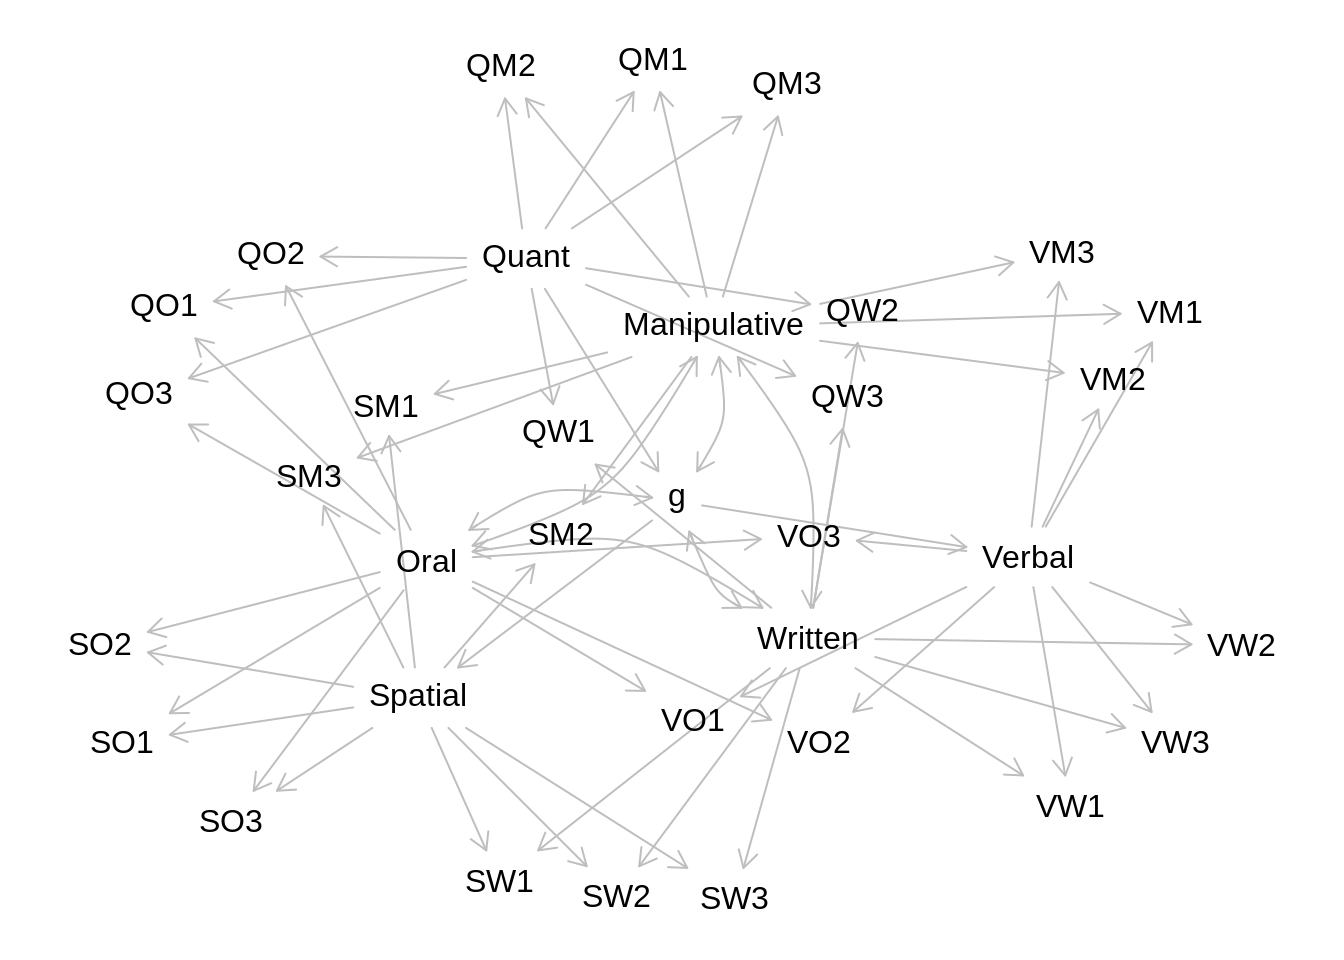 QM1
QM2
QM3
QO2
Quant
VM3
QO1
QW2
VM1
Manipulative
VM2
QO3
QW3
SM1
QW1
SM3
g
SM2
VO3
Oral
Verbal
Written
SO2
VW2
Spatial
VO1
SO1
VO2
VW3
VW1
SO3
SW1
SW2
SW3